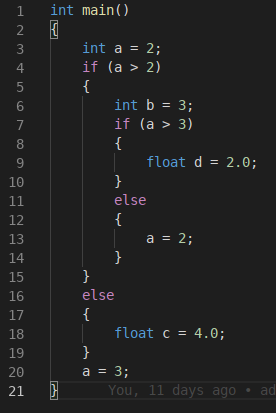 1 int main()
2 {
3     int a = 2;
4     if (a > 2)
5     {
6         int b = 3;
7         if (a > 3)
8         {
9             float d = 2.0;
10         }
11         else
12         {
13             a = 2;
14         }
15     }
16     else
17     {
18         float c = 4.0;
19     }
20     a = 3;
21 }     You, 11 days ago • ad